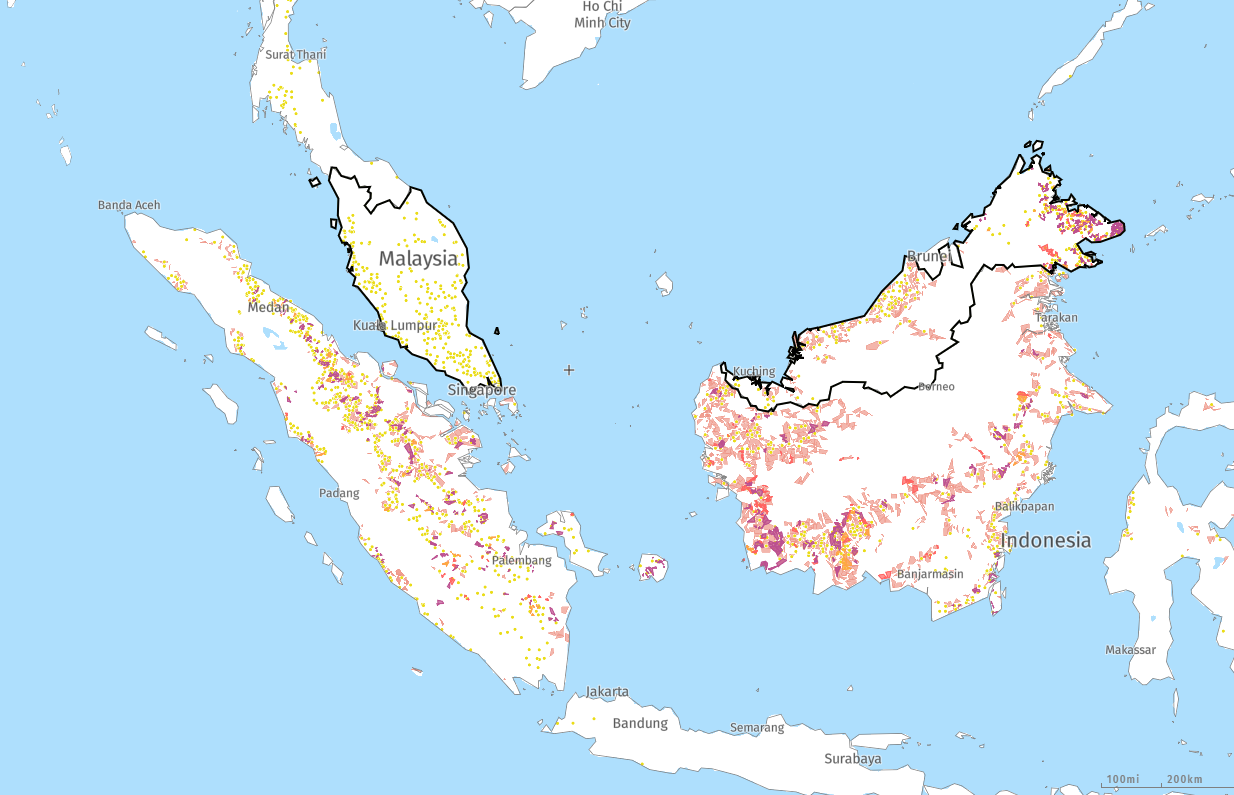 Ho Chi
Minh City
Surat Thani
Banda Aceh
Malaysia
Brunei
Medan
Kuala Lumpur
Tarakan
Kuching
Singapore
Borneo
Padang
Balikpapan
Indonesia
Palembang
Banjarmasin
Makassar
Jakarta
Bandung
Semarang
Surabaya
100mi
200km